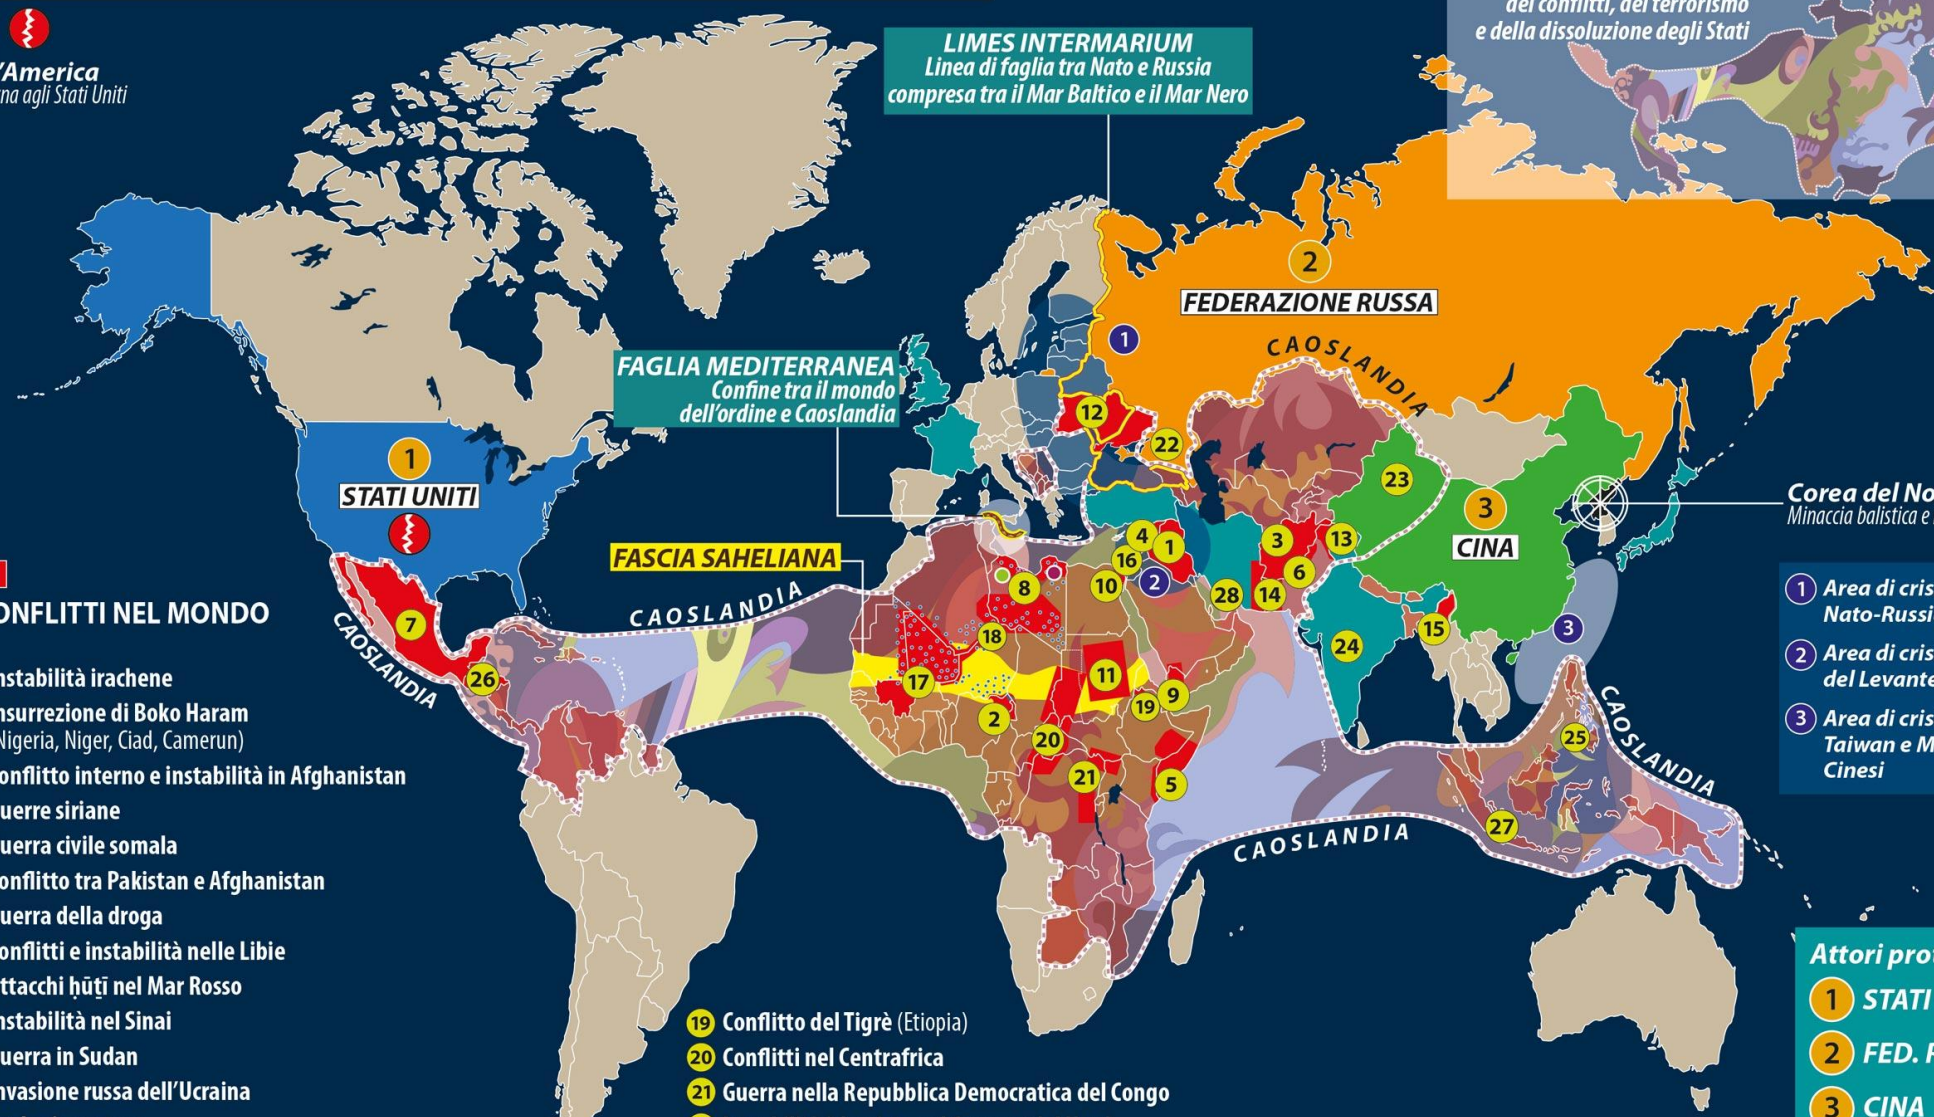 'America
na agli Stati Uniti
LIMES INTERMARIUM
Linea di faglia tra Nato e Russia
compresa tra il Mar Baltico e il Mar Nero
dei conflitti, del terrorismo
e della dissoluzione degli Stati
2
FEDERAZIONE RUSSA
CAOSLANDIA
1
FAGLIA MEDITERRANEA
Confine tra il mondo
dell'ordine e Caoslandia
12
22
1
STATI UNITI
23
3
CINA
Corea del No
Minaccia balistica e
FASCIA SAHELIANA
4
1
3
13
16
2
10
6
8
28
14
CAOSLANDIA
7
CAOSLANDIA
18
15
3
24
26
17
11
9
19
2
20
21
5
25
27
CAOSLANDIA
CAOSLANDIA
ONFLITTI NEL MONDO
nstabilità irachene
nsurrezione di Boko Haram
Nigeria, Niger, Ciad, Camerun)
onflitto interno e instabilità in Afghanistan
uerre siriane
uerra civile somala
onflitto tra Pakistan e Afghanistan
uerra della droga
onflitti e instabilità nelle Libie
ttacchi ḥūṯī nel Mar Rosso
nstabilità nel Sinai
uerra in Sudan
nvasione russa dell'Ucraina
19 Conflitto del Tigrè (Etiopia)
20 Conflitti nel Centrafrica
21 Guerra nella Repubblica Democratica del Congo
1 Area di cris
Nato-Russi
2 Area di cris
del Levante
3 Area di cris
Taiwan e M
Cinesi
Attori prot
1 STATI
2 FED. R
3 CINA